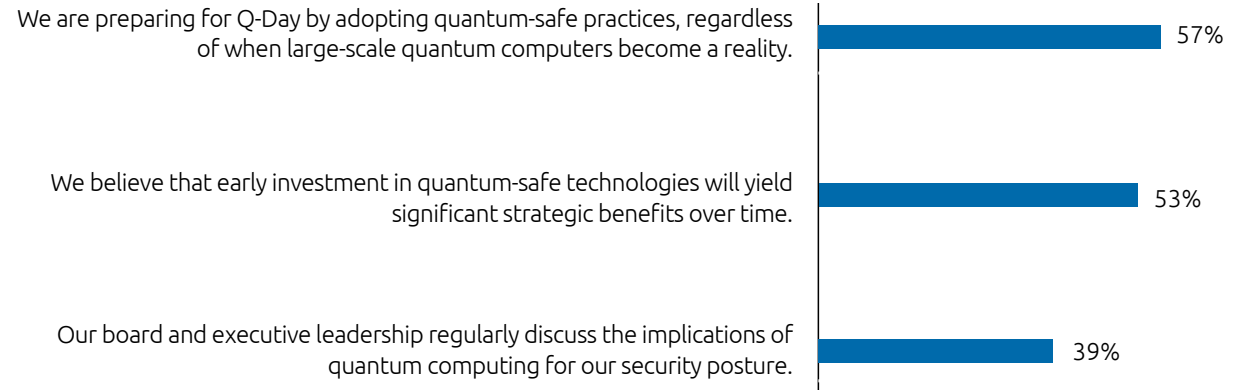 We are preparing for Q-Day by adopting quantum-safe practices, regardless
of when large-scale quantum computers become a reality.
57%
We believe that early investment in quantum-safe technologies will yield
significant strategic benefits over time.
53%
Our board and executive leadership regularly discuss the implications of
quantum computing for our security posture.
39%